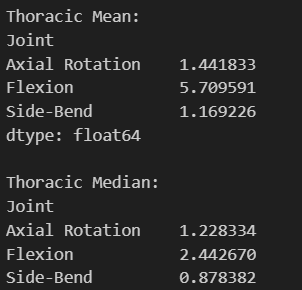 Thoracic Mean:
Joint
Axial Rotation    1.441833
Flexion           5.709591
Side-Bend         1.169226
dtype: float64

Thoracic Median:
Joint
Axial Rotation    1.228334
Flexion           2.442670
Side-Bend         0.878382